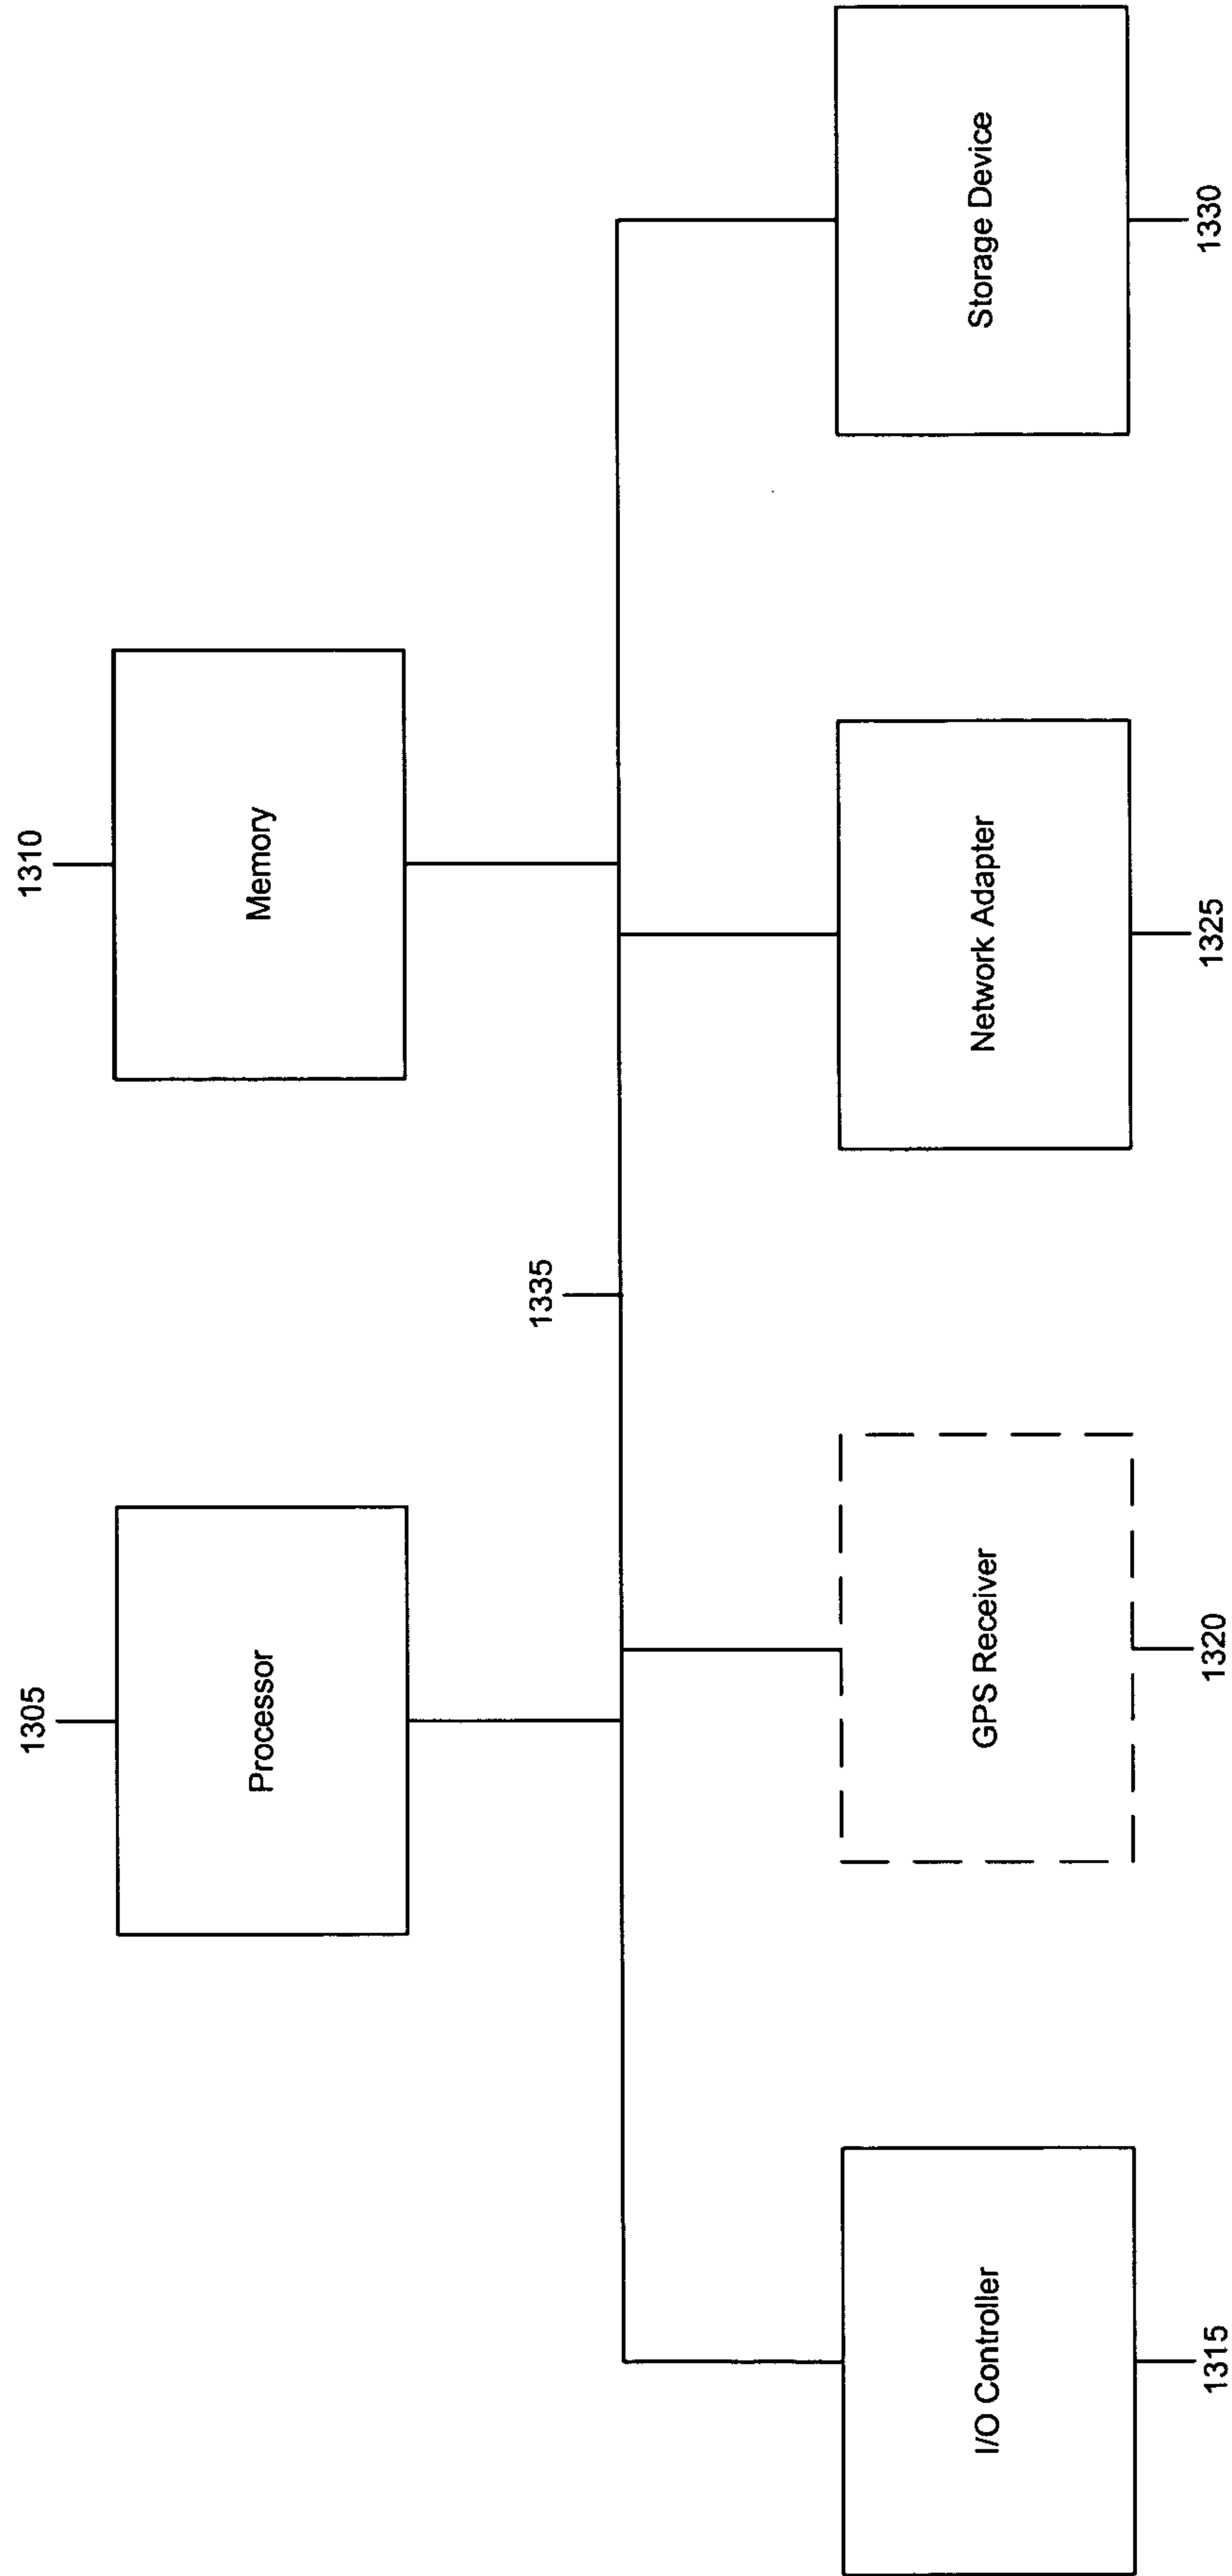 1305
Processor
1310
Memory
1335
I/O Controller
1315
GPS Receiver
1320
Network Adapter
1325
Storage Device
1330